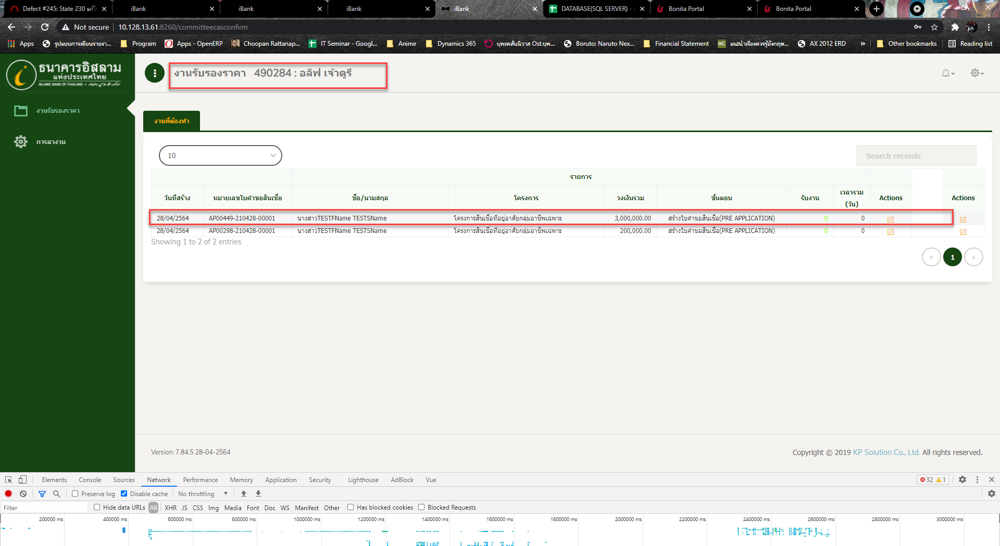 Defect #245: State 230 แก้ไ
iBank
iBank
iBank
iBank
DATABASE(SQL SERVER) -
Bonita Portal
Bonita Portal
Not secure 10.128.13.61:8260/committeecasconfirm
Apps
รูปแบบการเขียนรายงา...
Program
Apps - OpenERP
Choopan Rattanap...
IT Seminar - Googl...
Anime
Dynamics 365
บุพเพสันนิวาส Ost.บุพ...
Boruto: Naruto Nex...
Financial Statement
HC แนะนำเรื่องควรรู้อังกฤษ...
AX 2012 ERD
»
Other bookmarks
Reading list
ธนาคารอิสลาม
แห่งประเทศไทย
ISLAMIC BANK OF THAILAND
งานรับรองราคา 490284 : อลิฟ เจ้าดูรี
งานรับรองราคา
การลางาน
งานที่ต้องทำ
10
Search records
รายการ
วันที่สร้าง หมายเลขใบคำขอสินเชื่อ ชื่อ/นามสกุล โครงการ วงเงินรวม ขั้นตอน รับงาน เวลารวม (วัน) Actions Actions
28/04/2564 AP00449-210428-00001 นางสาวTESTFName TESTSName โครงการสินเชื่อที่อยู่อาศัยกลุ่มอาชีพเฉพาะ 3,000,000.00 สร้างใบคำขอสินเชื่อ(PRE APPLICATION) 0 0
28/04/2564 AP00298-210428-00001 นางสาวTESTFName TESTSName โครงการสินเชื่อที่อยู่อาศัยกลุ่มอาชีพเฉพาะ 200,000.00 สร้างใบคำขอสินเชื่อ(PRE APPLICATION) 0 0
Showing 1 to 2 of 2 entries
« 1 »
Version: 7.84.5 28-04-2564
Copyright © 2019 KP Solution Co., Ltd. All rights reserved.
Elements Console Sources Network Performance Memory Application Security Lighthouse AdBlock Vue 32 1
Preserve log Disable cache No throttling
Filter Hide data URLs All XHR JS CSS Img Media Font Doc WS Manifest Other Has blocked cookies Blocked Requests
200000 ms 400000 ms 600000 ms 800000 ms 1000000 ms 1200000 ms 1400000 ms 1600000 ms 1800000 ms 2000000 ms 2200000 ms 2400000 ms 2600000 ms 2800000 ms 3000000 ms